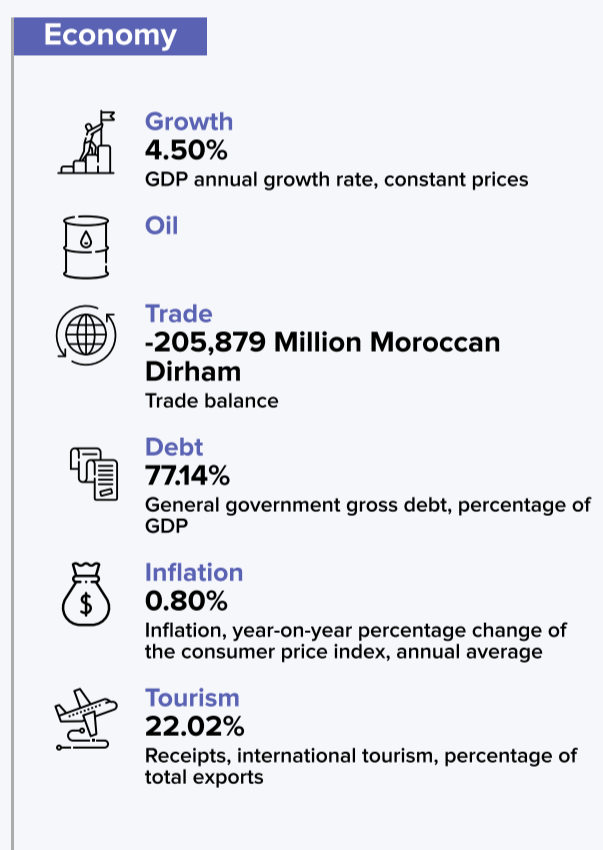 Economy
Growth
4.50%
GDP annual growth rate, constant prices
Oil
Trade
-205,879 Million Moroccan
Dirham
Trade balance
Debt
77.14%
General government gross debt, percentage of
GDP
$
Inflation
0.80%
Inflation, year-on-year percentage change of
the consumer price index, annual average
Tourism
22.02%
Receipts, international tourism, percentage of
total exports